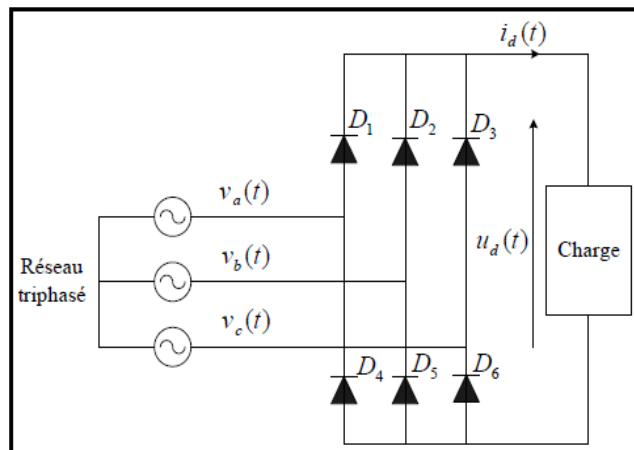 i_d(t)
D_1
D_2
D_3
v_a(t)
v_b(t)
v_c(t)
Réseau
triphasé
u_d(t)
Charge
D_4
D_5
D_6